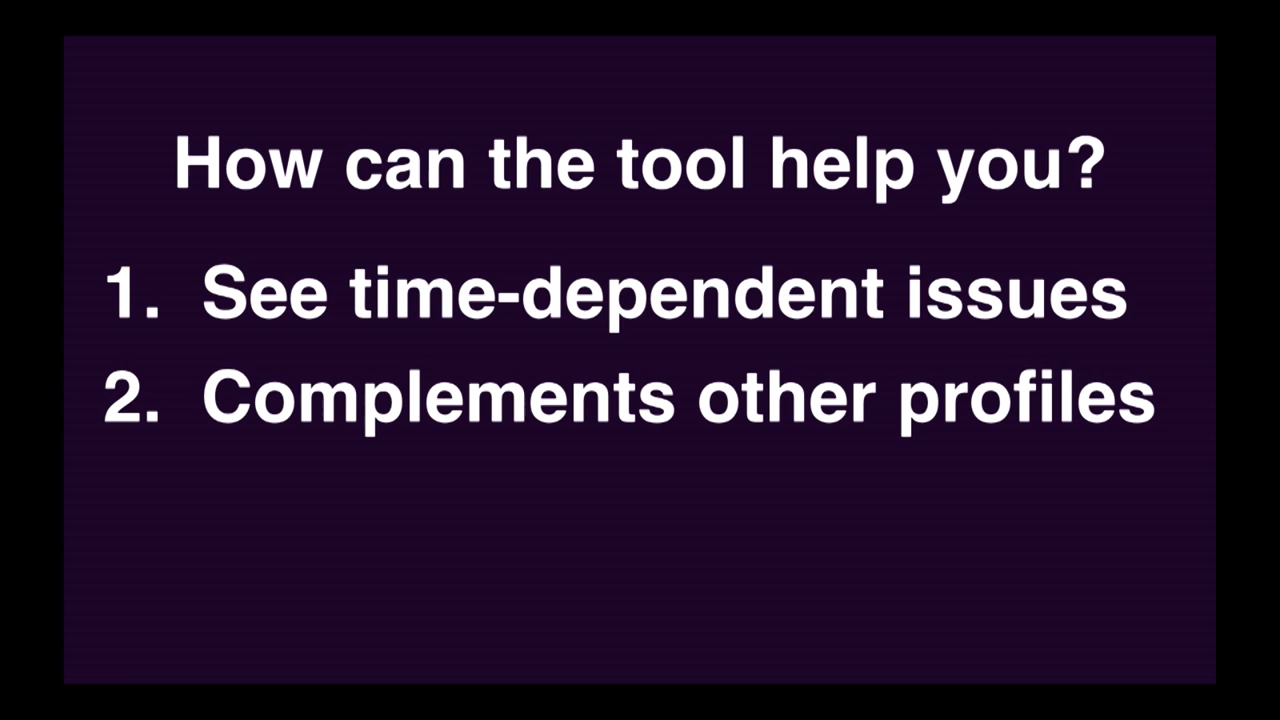 How can the tool help you?
1. See time-dependent issues
2. Complements other profiles